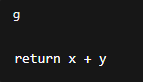 g
return x + y